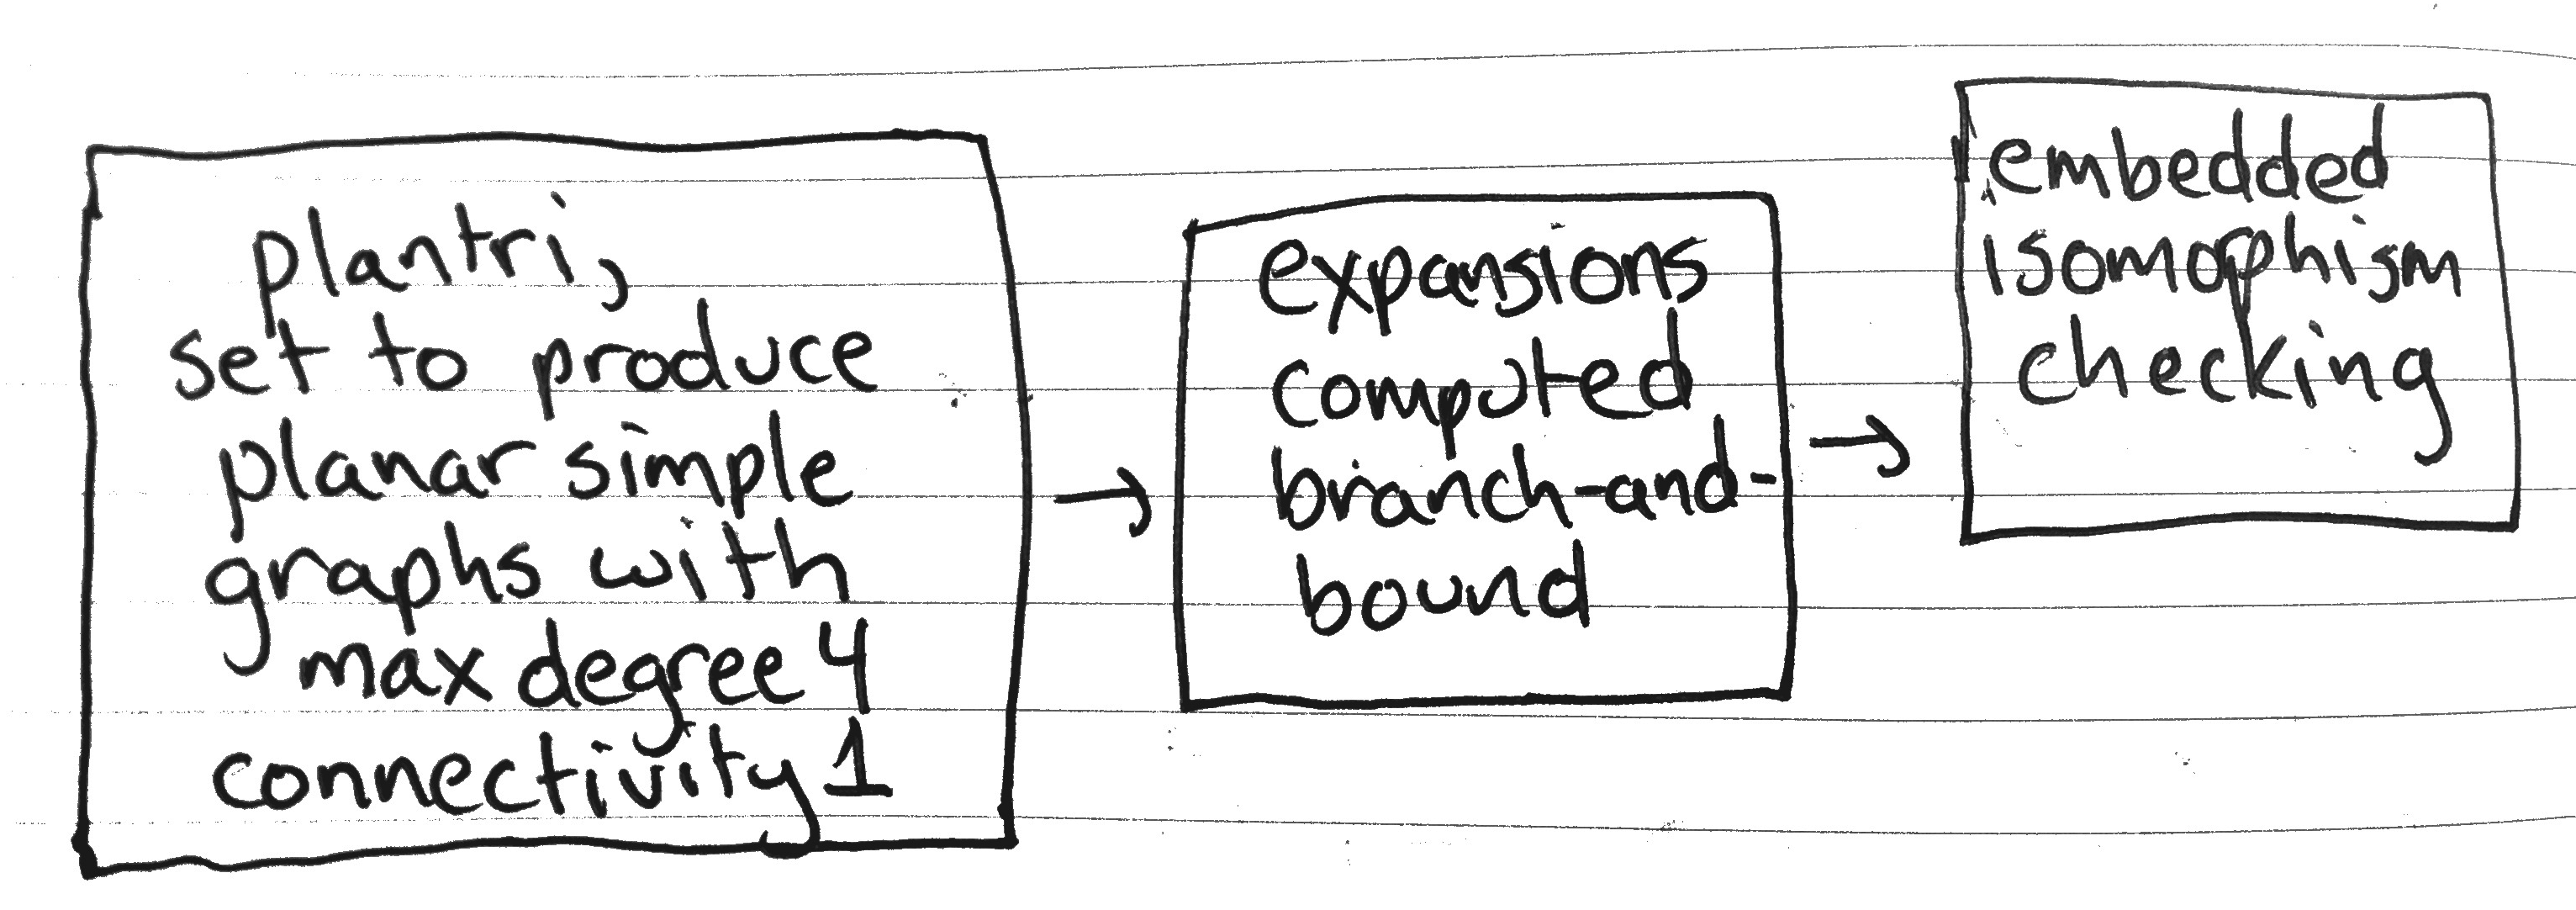 plantri,
set to produce
planar simple
graphs with
max degree 4
connectivity 1
→
expansions
computed
branch-and-
bound
→
embedded
isomorphism
checking